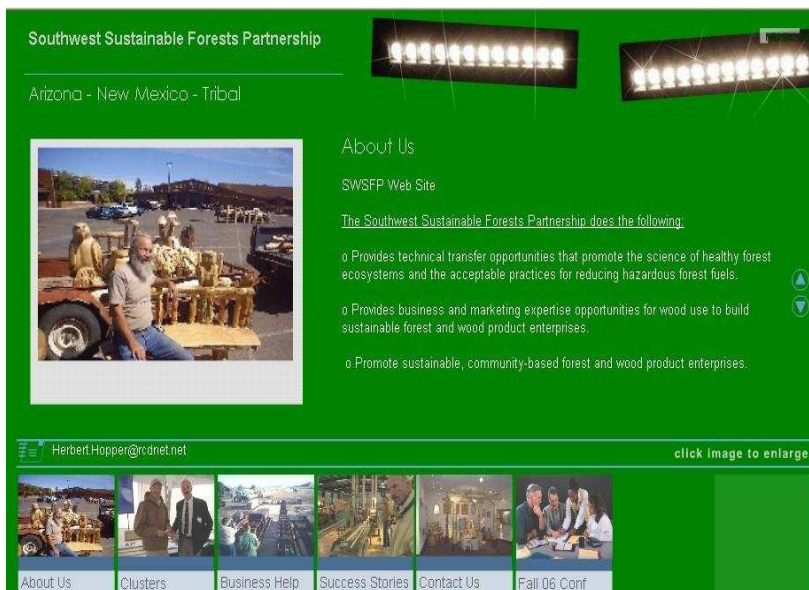 Southwest Sustainable Forests Partnership
Arizona - New Mexico - Tribal
About Us
SWSFP Web Site
The Southwest Sustainable Forests Partnership does the following:
o Provides technical transfer opportunities that promote the science of healthy forest
ecosystems and the acceptable practices for reducing hazardous forest fuels.
o Provides business and marketing expertise opportunities for wood use to build
sustainable forest and wood product enterprises.
o Promote sustainable, community-based forest and wood product enterprises.
Herbert.Hopper@rcdnet.net
click image to enlarge
About Us
Clusters
Business Help
Success Stories
Contact Us
Fall 06 Conf